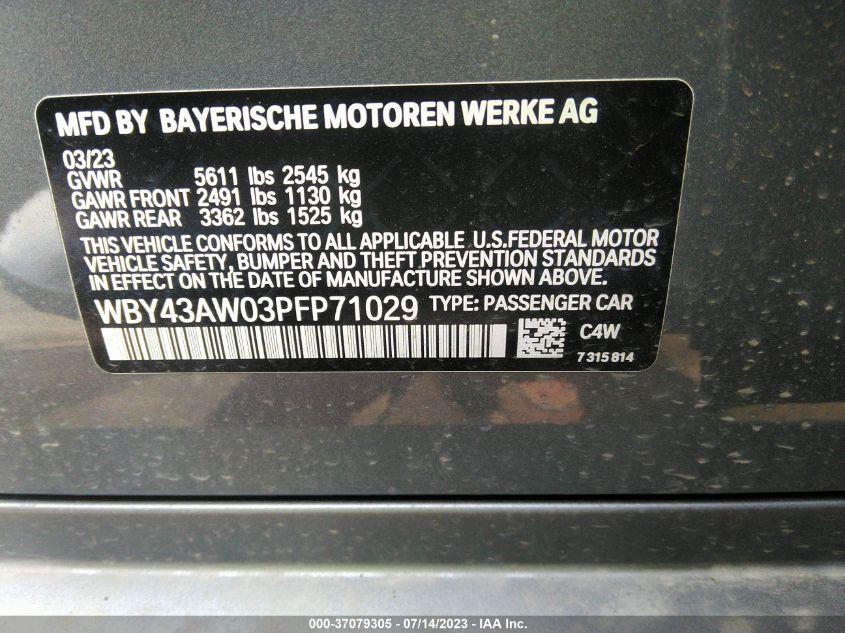 MFD BY BAYERISCHE MOTOREN WERKE AG
03/23
GVWR 5611 lbs 2545 kg
GAWR FRONT 2491 lbs 1130 kg
GAWR REAR 3362 lbs 1525 kg
THIS VEHICLE CONFORMS TO ALL APPLICABLE U.S.FEDERAL MOTOR
VEHICLE SAFETY, BUMPER AND THEFT PREVENTION STANDARDS
IN EFFECT ON THE DATE OF MANUFACTURE SHOWN ABOVE.
WBY43AW03PFP71029 TYPE: PASSENGER CAR
C4W
7315814
000-37079305 - 07/14/2023 - IAA Inc.